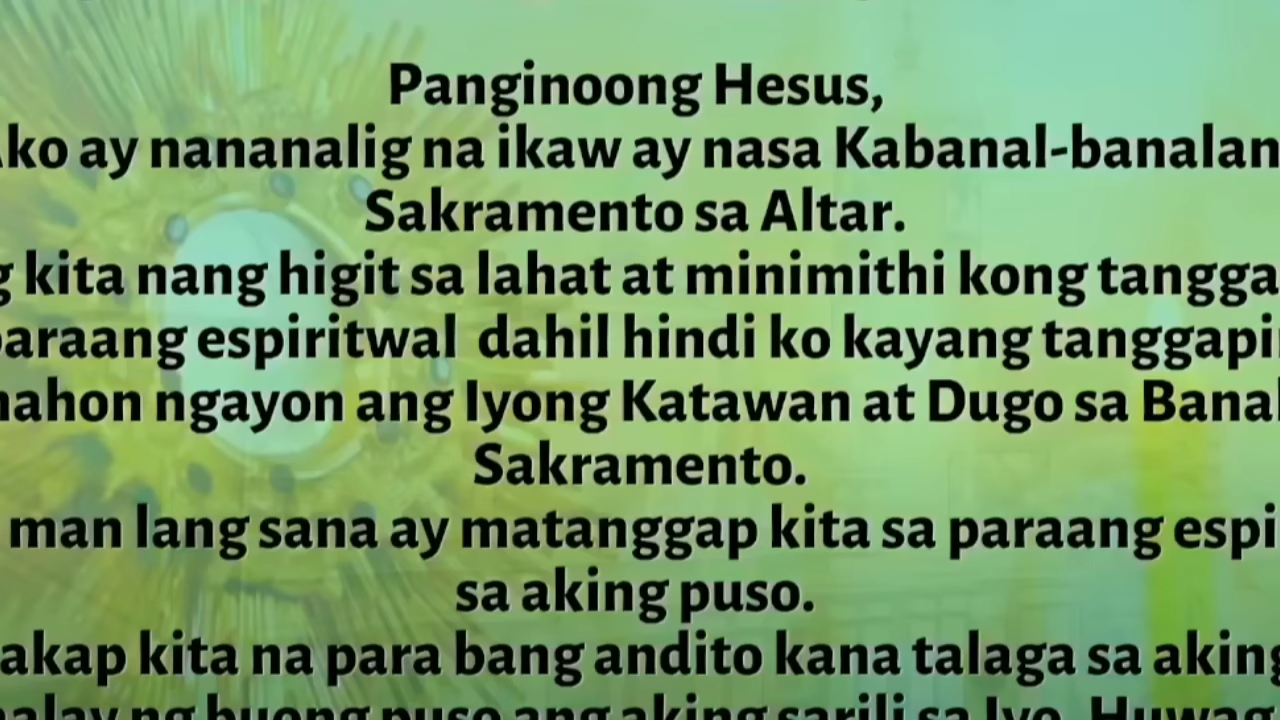 Panginoong Hesus,
ko ay nananalig na ikaw ay nasa Kabanal-banalan
Sakramento sa Altar.
kita nang higit sa lahat at minimithi kong tangga
paraang espiritwal dahil hindi ko kayang tanggapi
nahon ngayon ang Iyong Katawan at Dugo sa Banal
Sakramento.
man lang sana ay matanggap kita sa paraang espi
sa aking puso.
akap kita na para bang andito kana talaga sa aking
alay ng buong puso ang aking sarili sa Iyo. Huwag